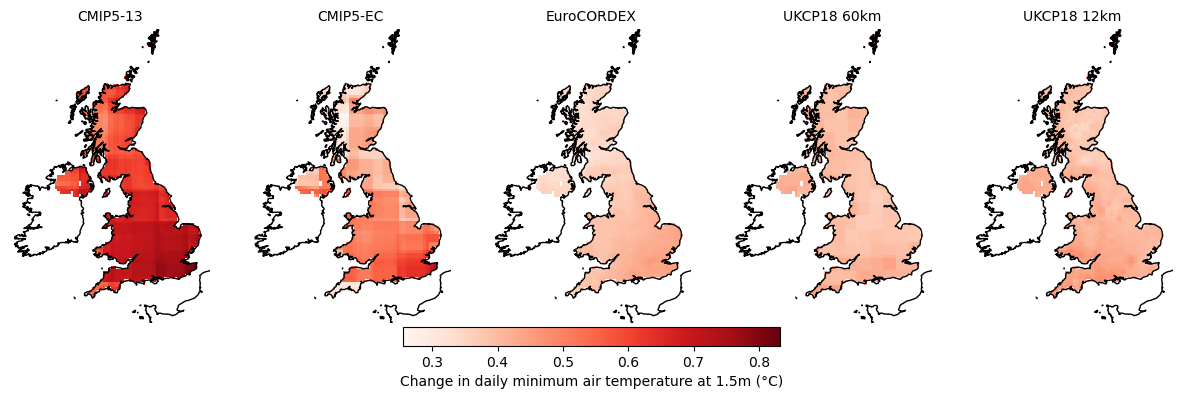 CMIP5-13 CMIP5-EC EuroCORDEX UKCP18 60km UKCP18 12km
0.3 0.4 0.5 0.6 0.7 0.8
Change in daily minimum air temperature at 1.5m (°C)